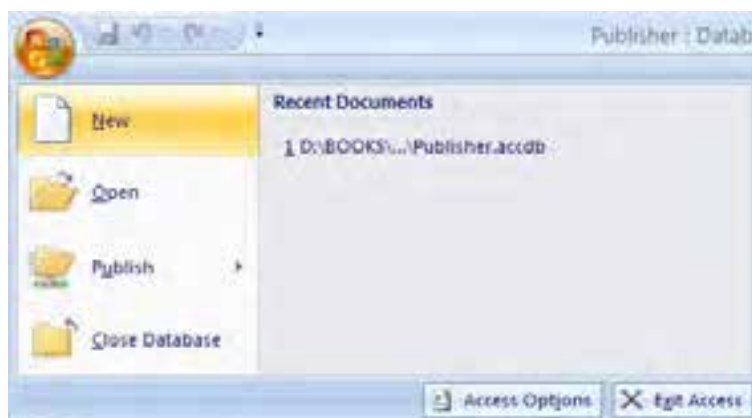 Publisher : Datab
New
Open
Publish
Close Database
Recent Documents
1 D:\BOOKS\...\Publisher.accdb
Access Options
Exit Access